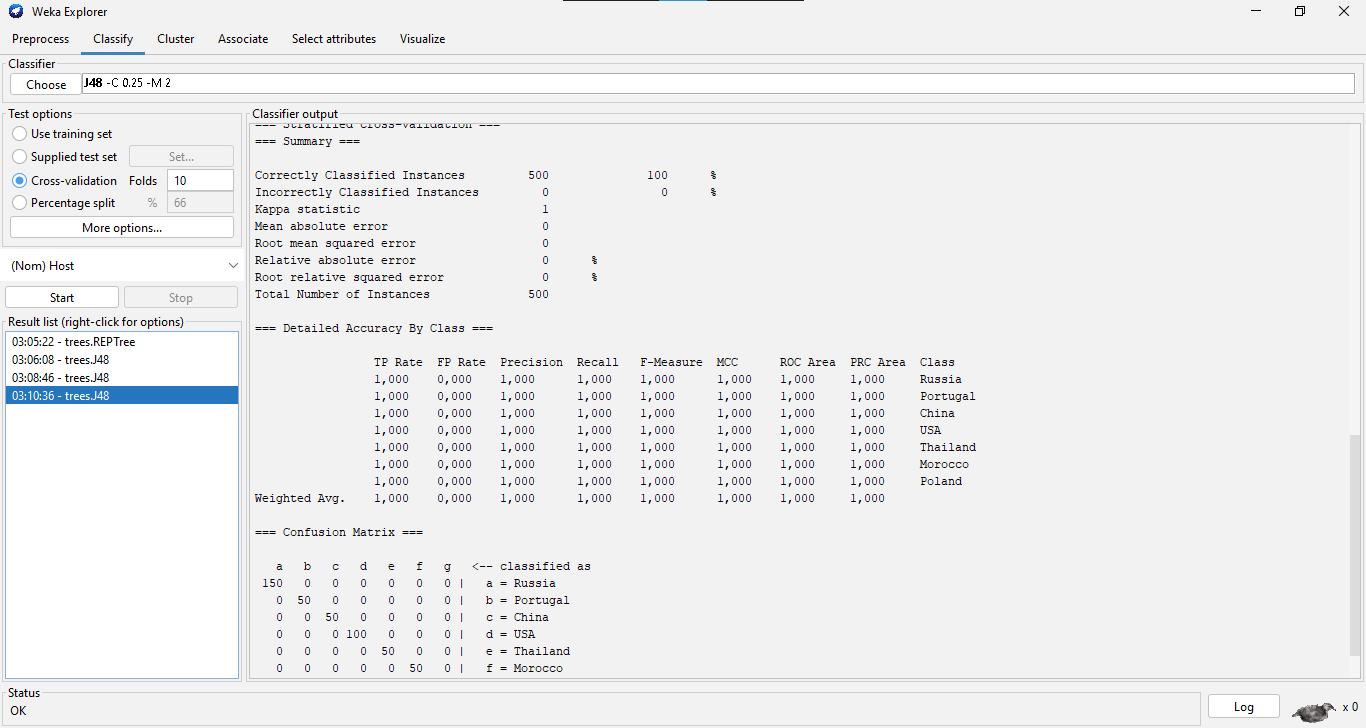 Weka Explorer
Preprocess Classify Cluster Associate Select attributes Visualize
Classifier
Choose J48 -C 0.25 -M 2
Test options
Use training set
Supplied test set Set...
Cross-validation Folds 10
Percentage split % 66
More options...
(Nom) Host
Start Stop
Result list (right-click for options)
03:05:22 - trees.REPTree
03:06:08 - trees.J48
03:08:46 - trees.J48
03:10:36 - trees.J48
Classifier output
=== Stratified cross-validation ===
=== Summary ===
Correctly Classified Instances 500 100 %
Incorrectly Classified Instances 0 0 %
Kappa statistic 1
Mean absolute error 0
Root mean squared error 0
Relative absolute error 0 %
Root relative squared error 0 %
Total Number of Instances 500
=== Detailed Accuracy By Class ===
TP Rate FP Rate Precision Recall F-Measure MCC ROC Area PRC Area Class
1,000 0,000 1,000 1,000 1,000 1,000 1,000 1,000 Russia
1,000 0,000 1,000 1,000 1,000 1,000 1,000 1,000 Portugal
1,000 0,000 1,000 1,000 1,000 1,000 1,000 1,000 China
1,000 0,000 1,000 1,000 1,000 1,000 1,000 1,000 USA
1,000 0,000 1,000 1,000 1,000 1,000 1,000 1,000 Thailand
1,000 0,000 1,000 1,000 1,000 1,000 1,000 1,000 Morocco
1,000 0,000 1,000 1,000 1,000 1,000 1,000 1,000 Poland
Weighted Avg. 1,000 0,000 1,000 1,000 1,000 1,000 1,000 1,000
=== Confusion Matrix ===
a b c d e f g <-- classified as
150 0 0 0 0 0 0 | a = Russia
0 50 0 0 0 0 0 | b = Portugal
0 0 50 0 0 0 0 | c = China
0 0 0 100 0 0 0 | d = USA
0 0 0 0 50 0 0 | e = Thailand
0 0 0 0 0 50 0 | f = Morocco
Status
OK
Log x 0